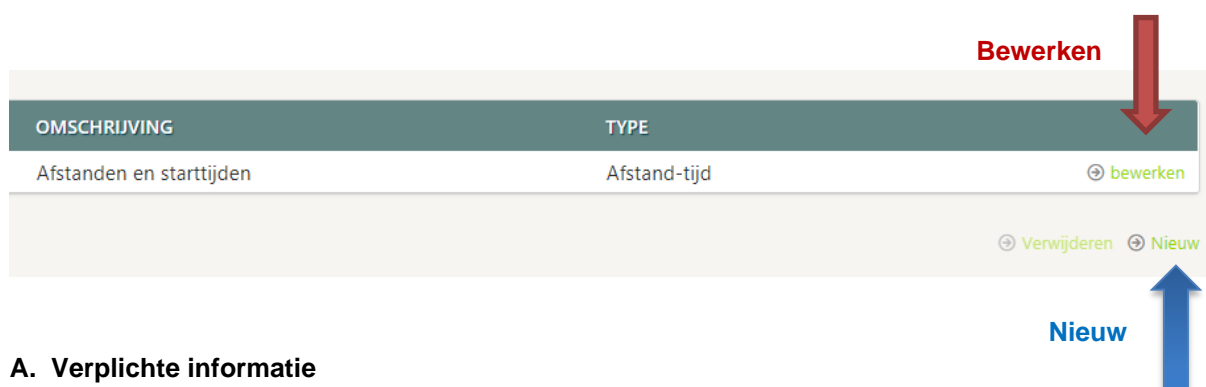 Bewerken
OMSCHRIJVING TYPE
Afstanden en starttijden Afstand-tijd bewerken
Verwijderen Nieuw
Nieuw
A. Verplichte informatie